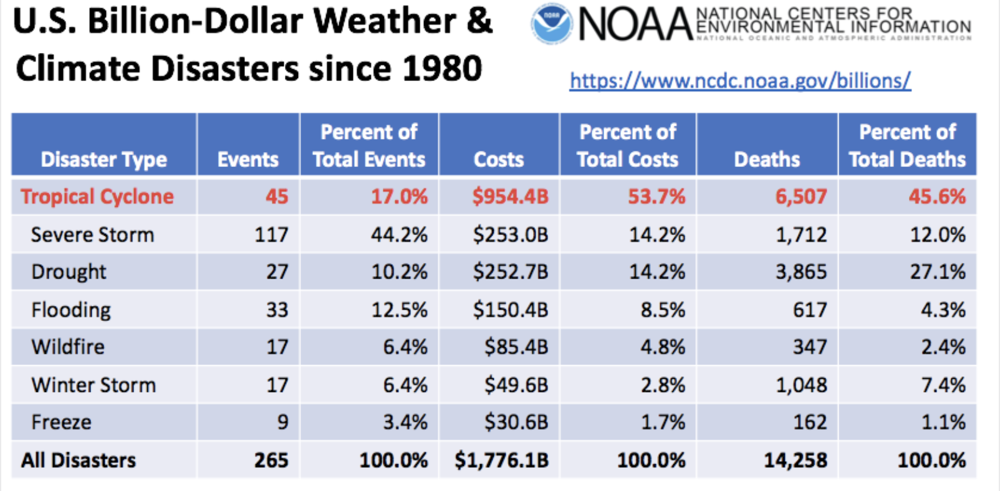 U.S. Billion-Dollar Weather &
Climate Disasters since 1980
NOAA
NOAA NATIONAL CENTERS FOR
ENVIRONMENTAL INFORMATION
NATIONAL OCEANIC AND ATMOSPHERIC ADMINISTRATION
https://www.ncdc.noaa.gov/billions/
Disaster Type Events Percent of Total Events Costs Percent of Total Costs Deaths Percent of Total Deaths
Tropical Cyclone 45 17.0% $954.4B 53.7% 6,507 45.6%
Severe Storm 117 44.2% $253.0B 14.2% 1,712 12.0%
Drought 27 10.2% $252.7B 14.2% 3,865 27.1%
Flooding 33 12.5% $150.4B 8.5% 617 4.3%
Wildfire 17 6.4% $85.4B 4.8% 347 2.4%
Winter Storm 17 6.4% $49.6B 2.8% 1,048 7.4%
Freeze 9 3.4% $30.6B 1.7% 162 1.1%
All Disasters 265 100.0% $1,776.1B 100.0% 14,258 100.0%